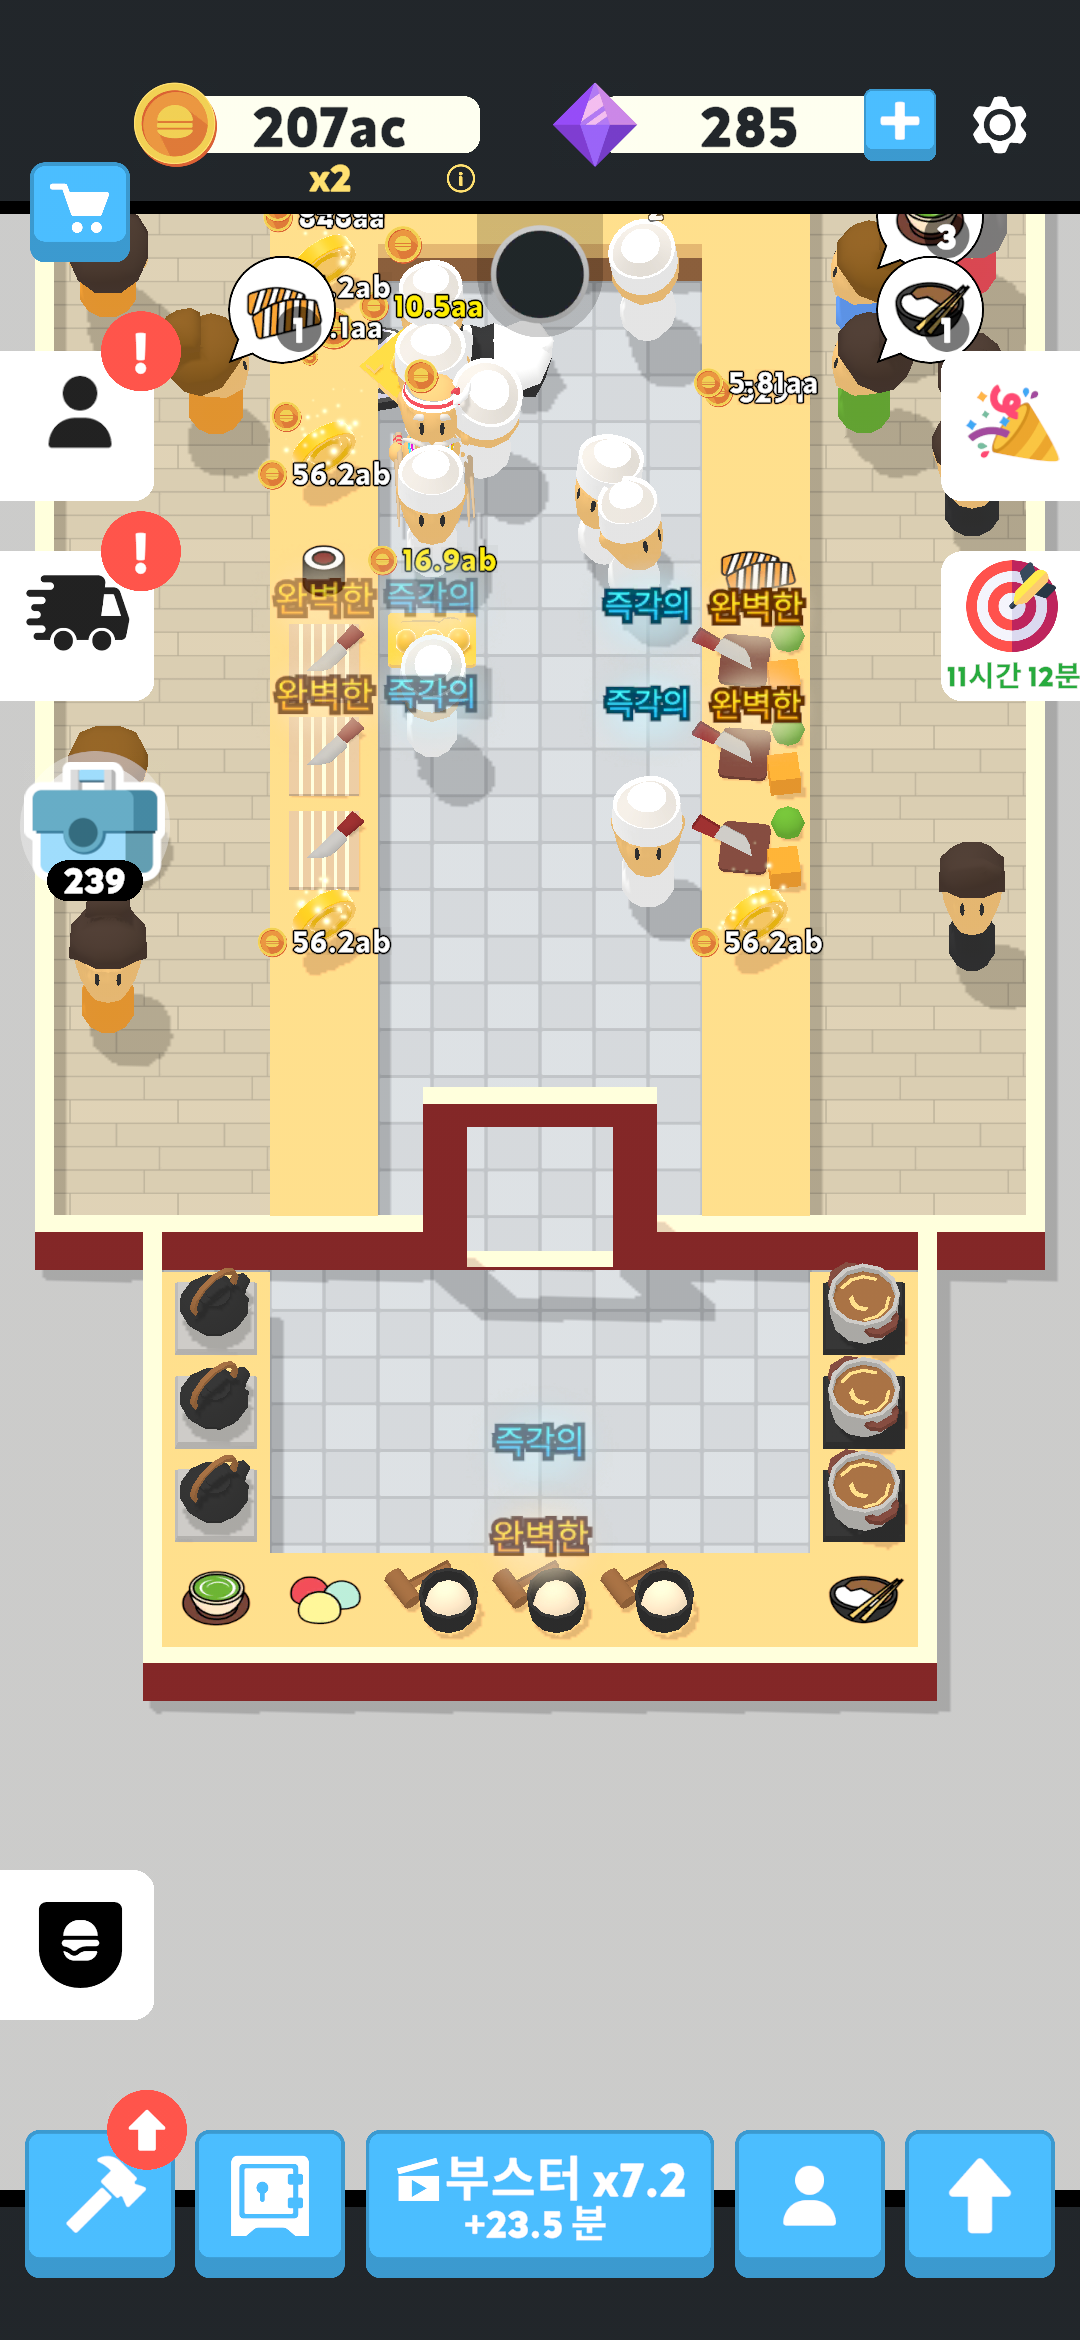 207ac
285
x2
848aa
3
.2ab
10.5aa
1
.1aa
1
5.81aa
56.2ab
16.9ab
완벽한 즉각의
즉각의 완벽한
완벽한 즉각의
즉각의 완벽한
11시간 12분
239
56.2ab
56.2ab
즉각의
완벽한
부스터 x7.2
+23.5 분